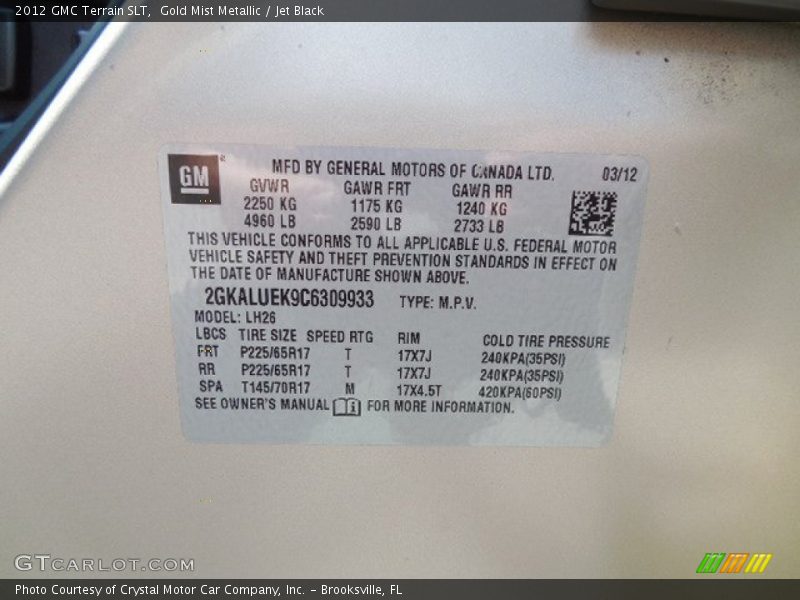 2012 GMC Terrain SLT,  Gold Mist Metallic / Jet Black
GM
MFD BY GENERAL MOTORS OF CANADA LTD. 03/12
GVWR GAWR FRT GAWR RR
2250 KG 1175 KG 1240 KG
4960 LB 2590 LB 2733 LB
THIS VEHICLE CONFORMS TO ALL APPLICABLE U.S. FEDERAL MOTOR
VEHICLE SAFETY AND THEFT PREVENTION STANDARDS IN EFFECT ON
THE DATE OF MANUFACTURE SHOWN ABOVE.
2GKALUEK9C6309933 TYPE: M.P.V.
MODEL: LH26
LBCS TIRE SIZE SPEED RTG RIM COLD TIRE PRESSURE
FRT P225/65R17 T 17X7J 240KPA(35PSI)
RR P225/65R17 T 17X7J 240KPA(35PSI)
SPA T145/70R17 M 17X4.5T 420KPA(60PSI)
SEE OWNER'S MANUAL FOR MORE INFORMATION.
GTCARLOT.COM
Photo Courtesy of Crystal Motor Car Company, Inc. – Brooksville, FL